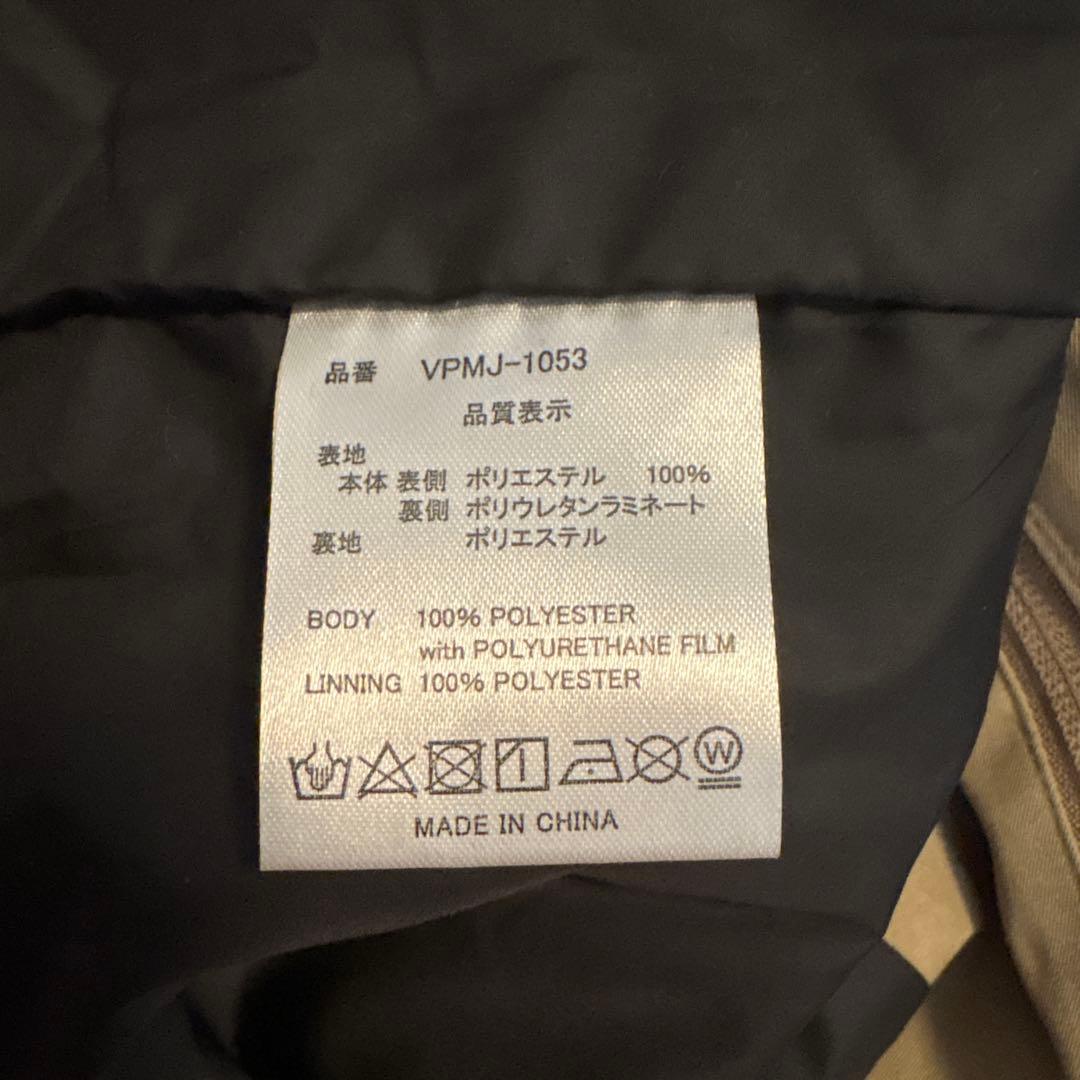 品番 VPMJ-1053
品質表示
表地
本体 表側 ポリエステル 100%
裏側 ポリウレタンラミネート
裏地 ポリエステル
BODY 100% POLYESTER
with POLYURETHANE FILM
LINNING 100% POLYESTER
W
MADE IN CHINA